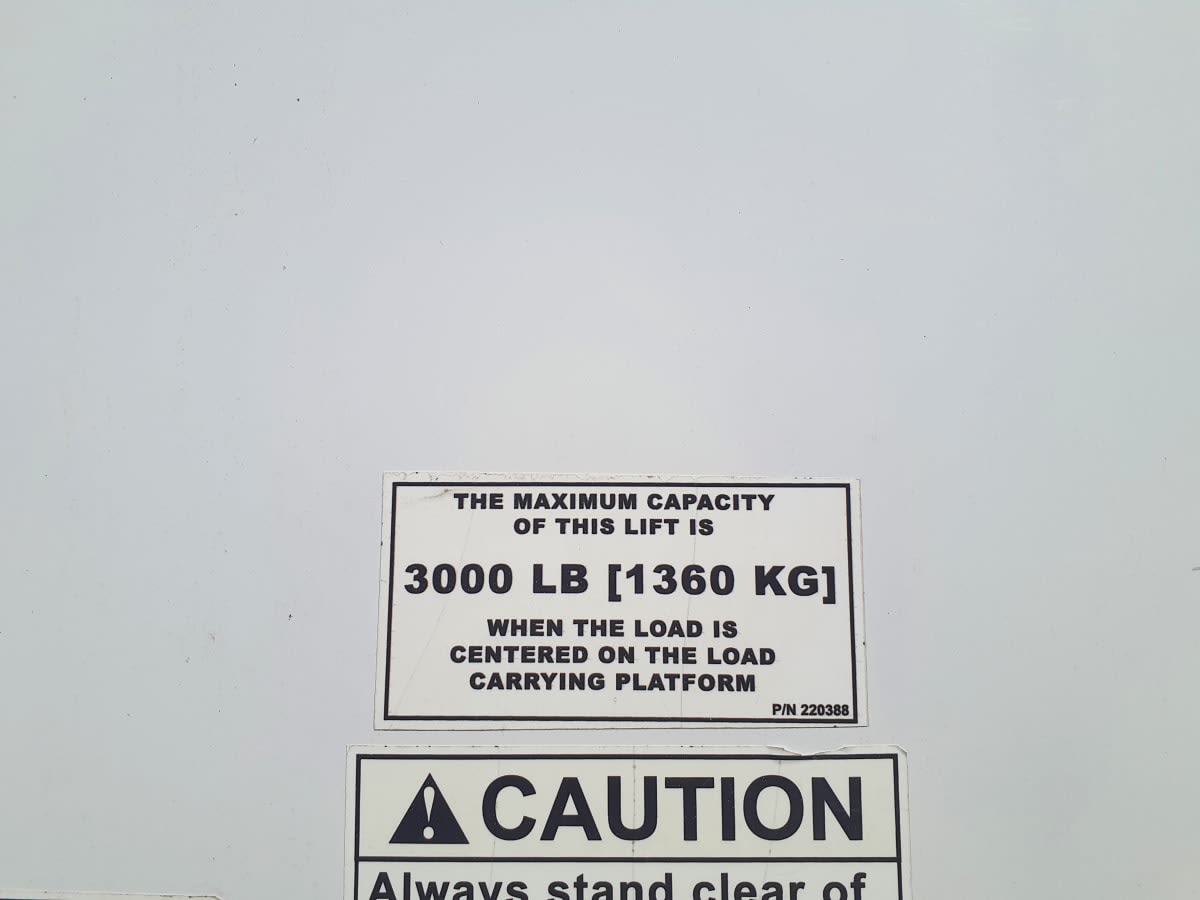 THE MAXIMUM CAPACITY
OF THIS LIFT IS
3000 LB [1360 KG]
WHEN THE LOAD IS
CENTERED ON THE LOAD
CARRYING PLATFORM
P/N 220388
CAUTION
Always stand clear of